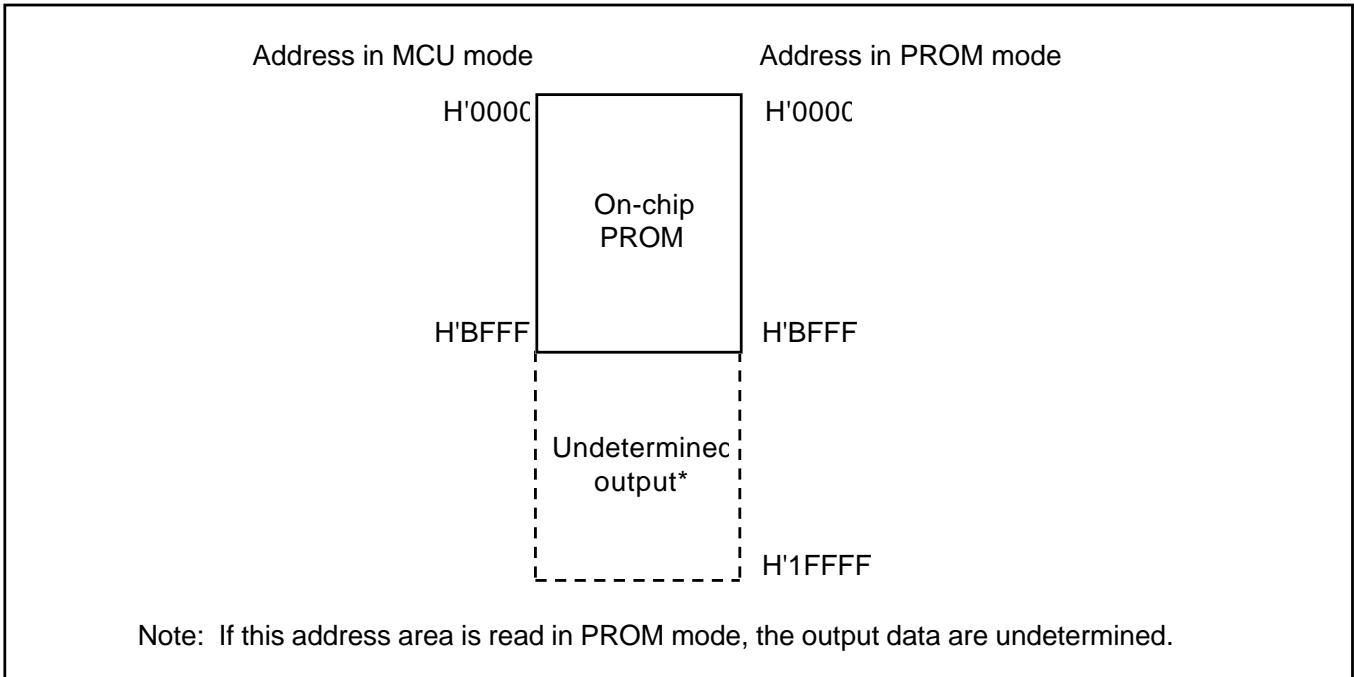 Address in MCU mode Address in PROM mode
H'0000 H'0000
On-chip
PROM
H'BFFF H'BFFF
Undetermined
output*
H'1FFFF
Note: If this address area is read in PROM mode, the output data are undetermined.